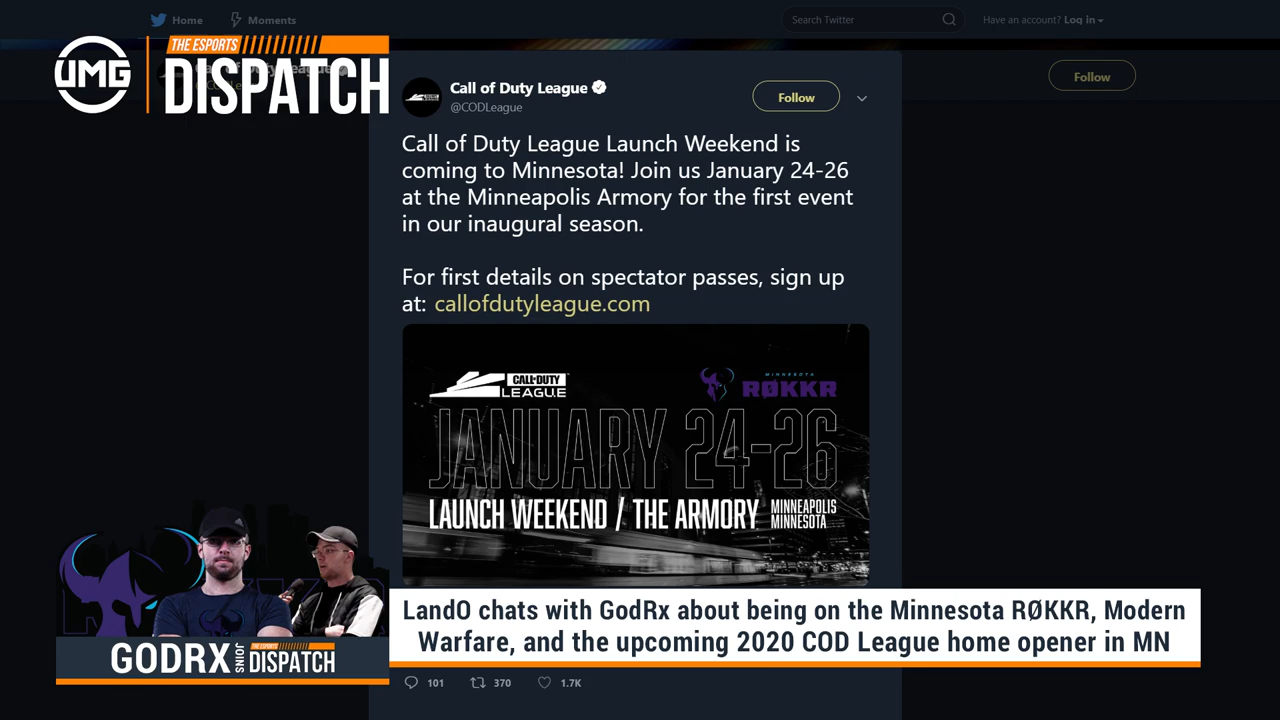 Home
Moments
Search Twitter
Have an account? Log in
UMG
THE ESPORTS
DISPATCH
Follow
Call of Duty League
@CODLeague
Follow
Call of Duty League Launch Weekend is
coming to Minnesota! Join us January 24-26
at the Minneapolis Armory for the first event
in our inaugural season.
For first details on spectator passes, sign up
at: callofdutyleague.com
CALL OF DUTY
LEAGUE
MINNESOTA
RØKKR
JANUARY 24-26
LAUNCH WEEKEND / THE ARMORY
MINNEAPOLIS
MINNESOTA
LandO chats with GodRx about being on the Minnesota RØKKR, Modern
Warfare, and the upcoming 2020 COD League home opener in MN
GODRX
JOINS
THE ESPORTS
DISPATCH
101
370
1.7K